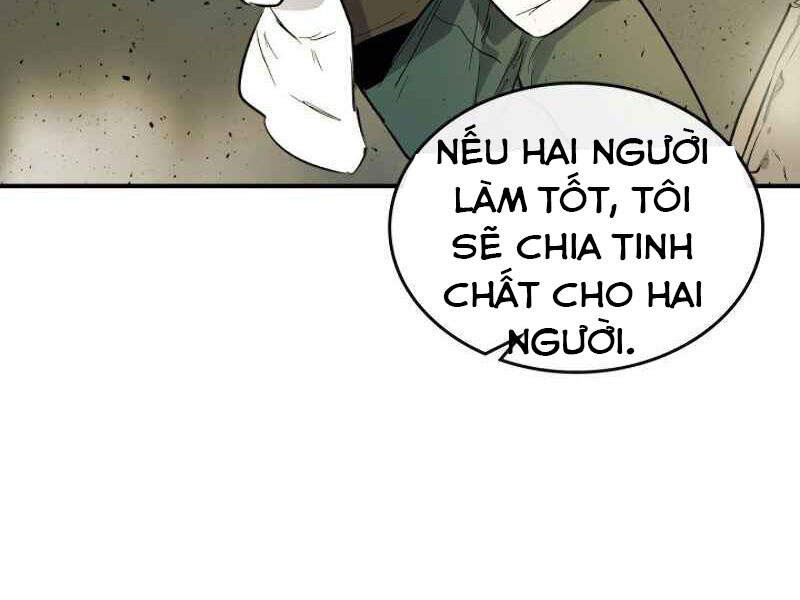 NẾU HAI NGƯỜI
LÀM TỐT, TÔI
SẼ CHIA TINH
CHẤT CHO HAI
NGƯỜI.